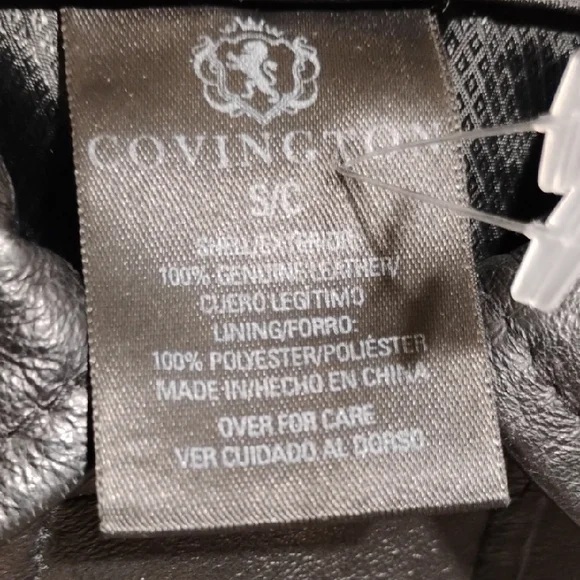 COVINGTON
S/C
SHELL/EXTERIOR:
100% GENUINE LEATHER/
CUERO LEGÍTIMO
LINING/FORRO:
100% POLYESTER/POLIÉSTER
MADE IN/HECHO EN CHINA
OVER FOR CARE
VER CUIDADO AL DORSO